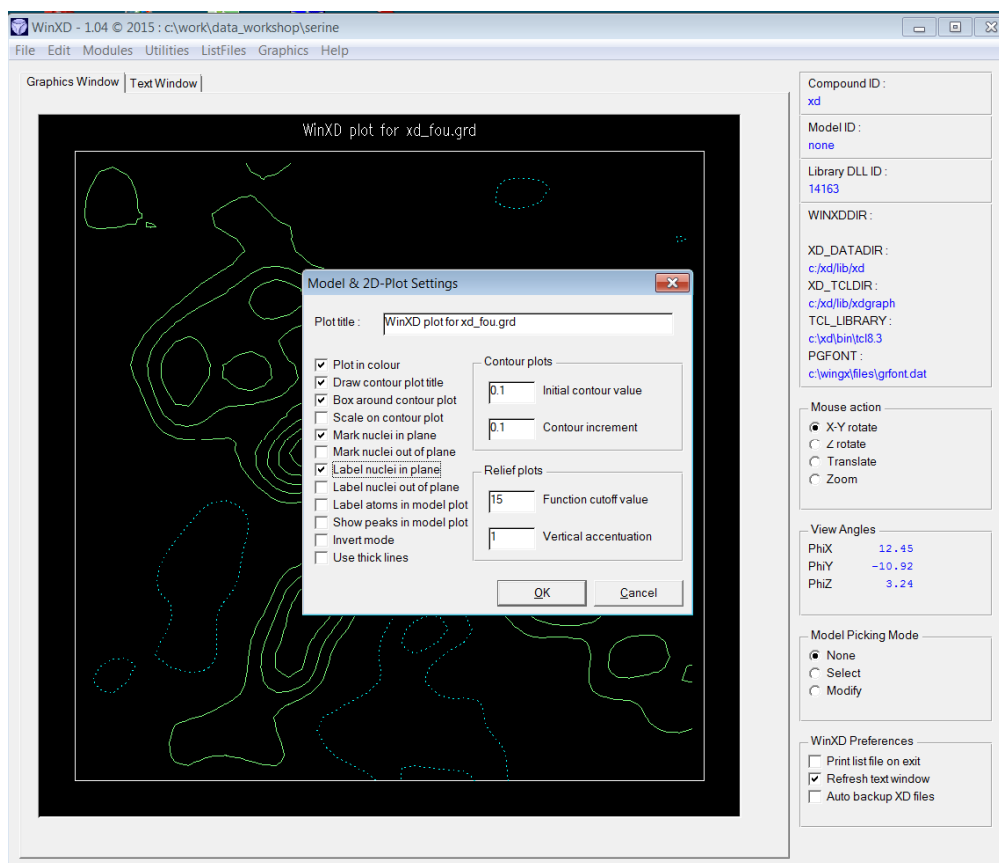 WinXD - 1.04 © 2015 : c:\work\data_workshop\serine
File Edit Modules Utilities ListFiles Graphics Help
Graphics Window Text Window
WinXD plot for xd_fou.grd
Model & 2D-Plot Settings
Plot title : WinXD plot for xd_fou.grd
Plot in colour
Draw contour plot title
Box around contour plot
Scale on contour plot
Mark nuclei in plane
Mark nuclei out of plane
Label nuclei in plane
Label nuclei out of plane
Label atoms in model plot
Show peaks in model plot
Invert mode
Use thick lines
Contour plots
0.1 Initial contour value
0.1 Contour increment
Relief plots
15 Function cutoff value
1 Vertical accentuation
OK Cancel
Compound ID :
xd
Model ID :
none
Library DLL ID :
14163
WINXDDIR :
XD_DATADIR :
c:/xd/lib/xd
XD_TCLDIR :
c:/xd/lib/xdgraph
TCL_LIBRARY :
c:\xd\bin\tcl8.3
PGFONT :
c:\wingx\files\grfont.dat
Mouse action
X-Y rotate
Z rotate
Translate
Zoom
View Angles
PhiX 12.45
PhiY -10.92
PhiZ 3.24
Model Picking Mode
None
Select
Modify
WinXD Preferences
Print list file on exit
Refresh text window
Auto backup XD files